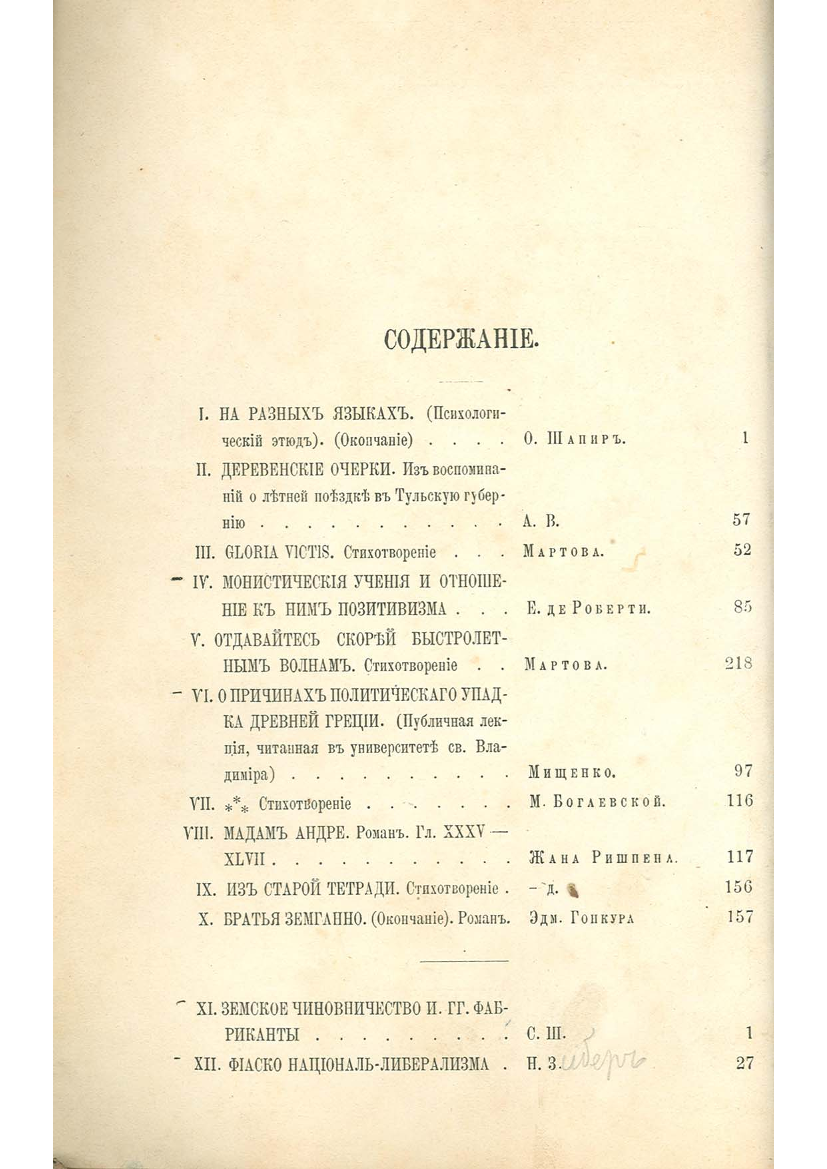 СОДЕРЖАНІЕ.
I. НА РАЗНЫХЪ ЯЗЫКАХЪ. (Психологи-
ческій этюдъ). (Окончаніе) . . . . О. Шапиръ. 1
II. ДЕРЕВЕНСКІЕ ОЧЕРКИ. Изъ воспомина-
ній о лѣтней поѣздкѣ въ Тульскую губер-
нію . . . . . . . . . . . А. В. 57
III. GLORIA VICTIS. Стихотвореніе . . . Мартова. 52
IV. МОНИСТИЧЕСКІЯ УЧЕНІЯ И ОТНОШЕ-
НІЕ КЪ НИМЪ ПОЗИТИВИЗМА . . . Е. де Роберти. 85
V. ОТДАВАЙТЕСЬ СКОРѢЙ БЫСТРОЛЕТ-
НЫМЪ ВОЛНАМЪ. Стихотвореніе . . Мартова. 218
VI. О ПРИЧИНАХЪ ПОЛИТИЧЕСКАГО УПАД-
КА ДРЕВНЕЙ ГРЕЦІИ. (Публичная лек-
ція, читанная въ университетѣ св. Вла-
диміра) . . . . . . . . . . Мищенко. 97
VII. *** Стихотвореніе . . . . . . . М. Богаевской. 116
VIII. МАДАМЪ АНДРЕ. Романъ. Гл. XXXV —
XLVII . . . . . . . . . . . Жана Ришпена. 117
IX. ИЗЪ СТАРОЙ ТЕТРАДИ. Стихотвореніе . – д. 156
X. БРАТЬЯ ЗЕМГАННО. (Окончаніе). Романъ. Эдм. Гонкура 157
XI. ЗЕМСКОЕ ЧИНОВНИЧЕСТВО И. ГГ. ФАБ-
РИКАНТЫ . . . . . . . . . С. Ш. 1
XII. ФІАСКО НАЦІОНАЛЬ-ЛИБЕРАЛИЗМА . Н. З. 27